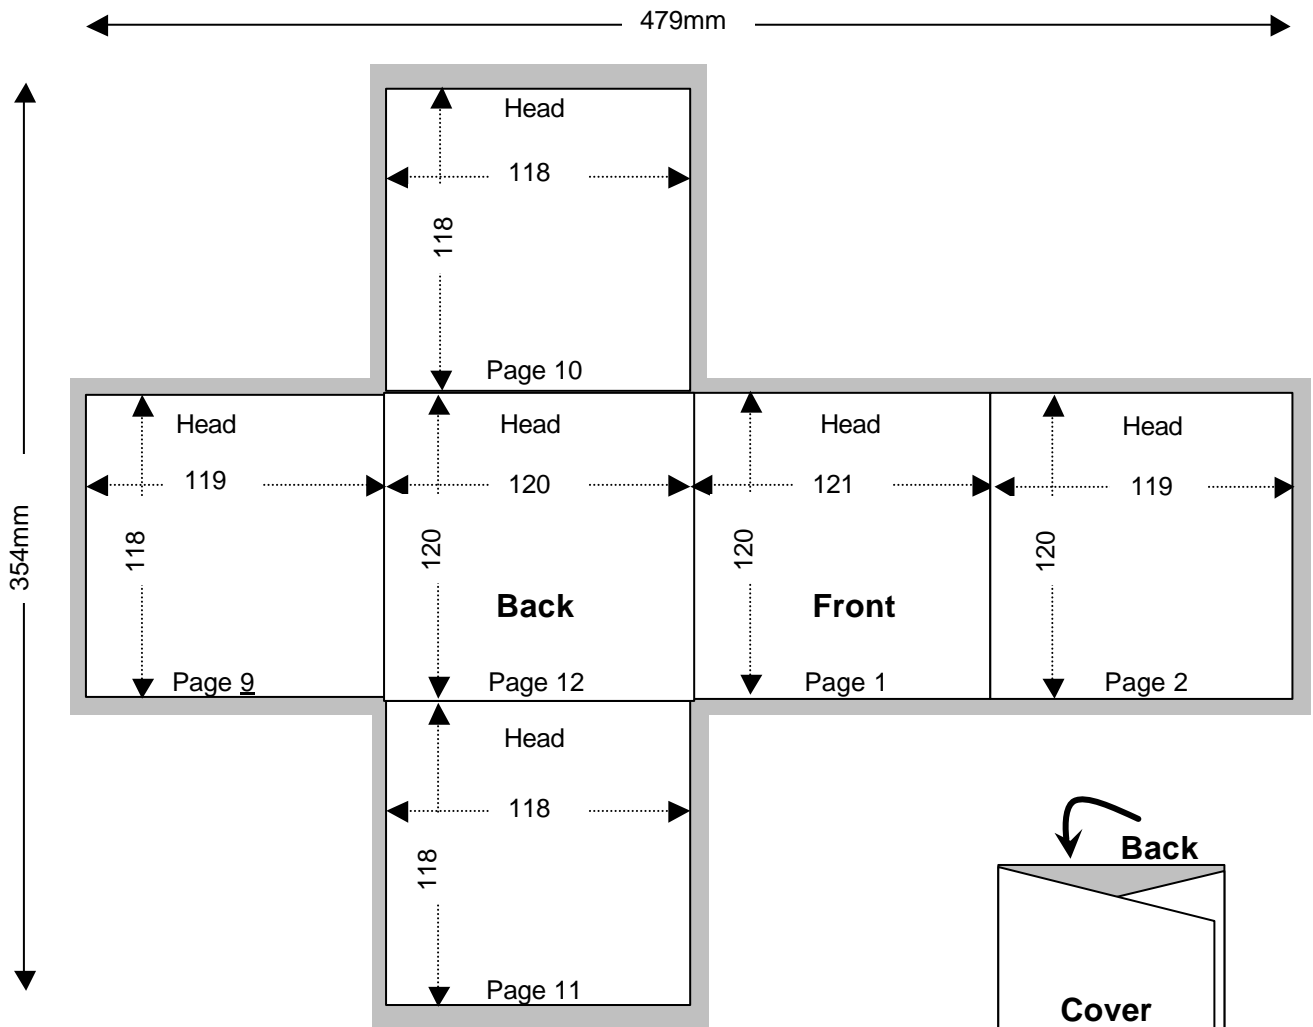 479mm
354mm
Head
118
118
Page 10
Head
119
118
Page 9
Head
120
120
Back
Page 12
Head
121
120
Front
Page 1
Head
119
120
Page 2
Head
118
118
Page 11
Back
Cover